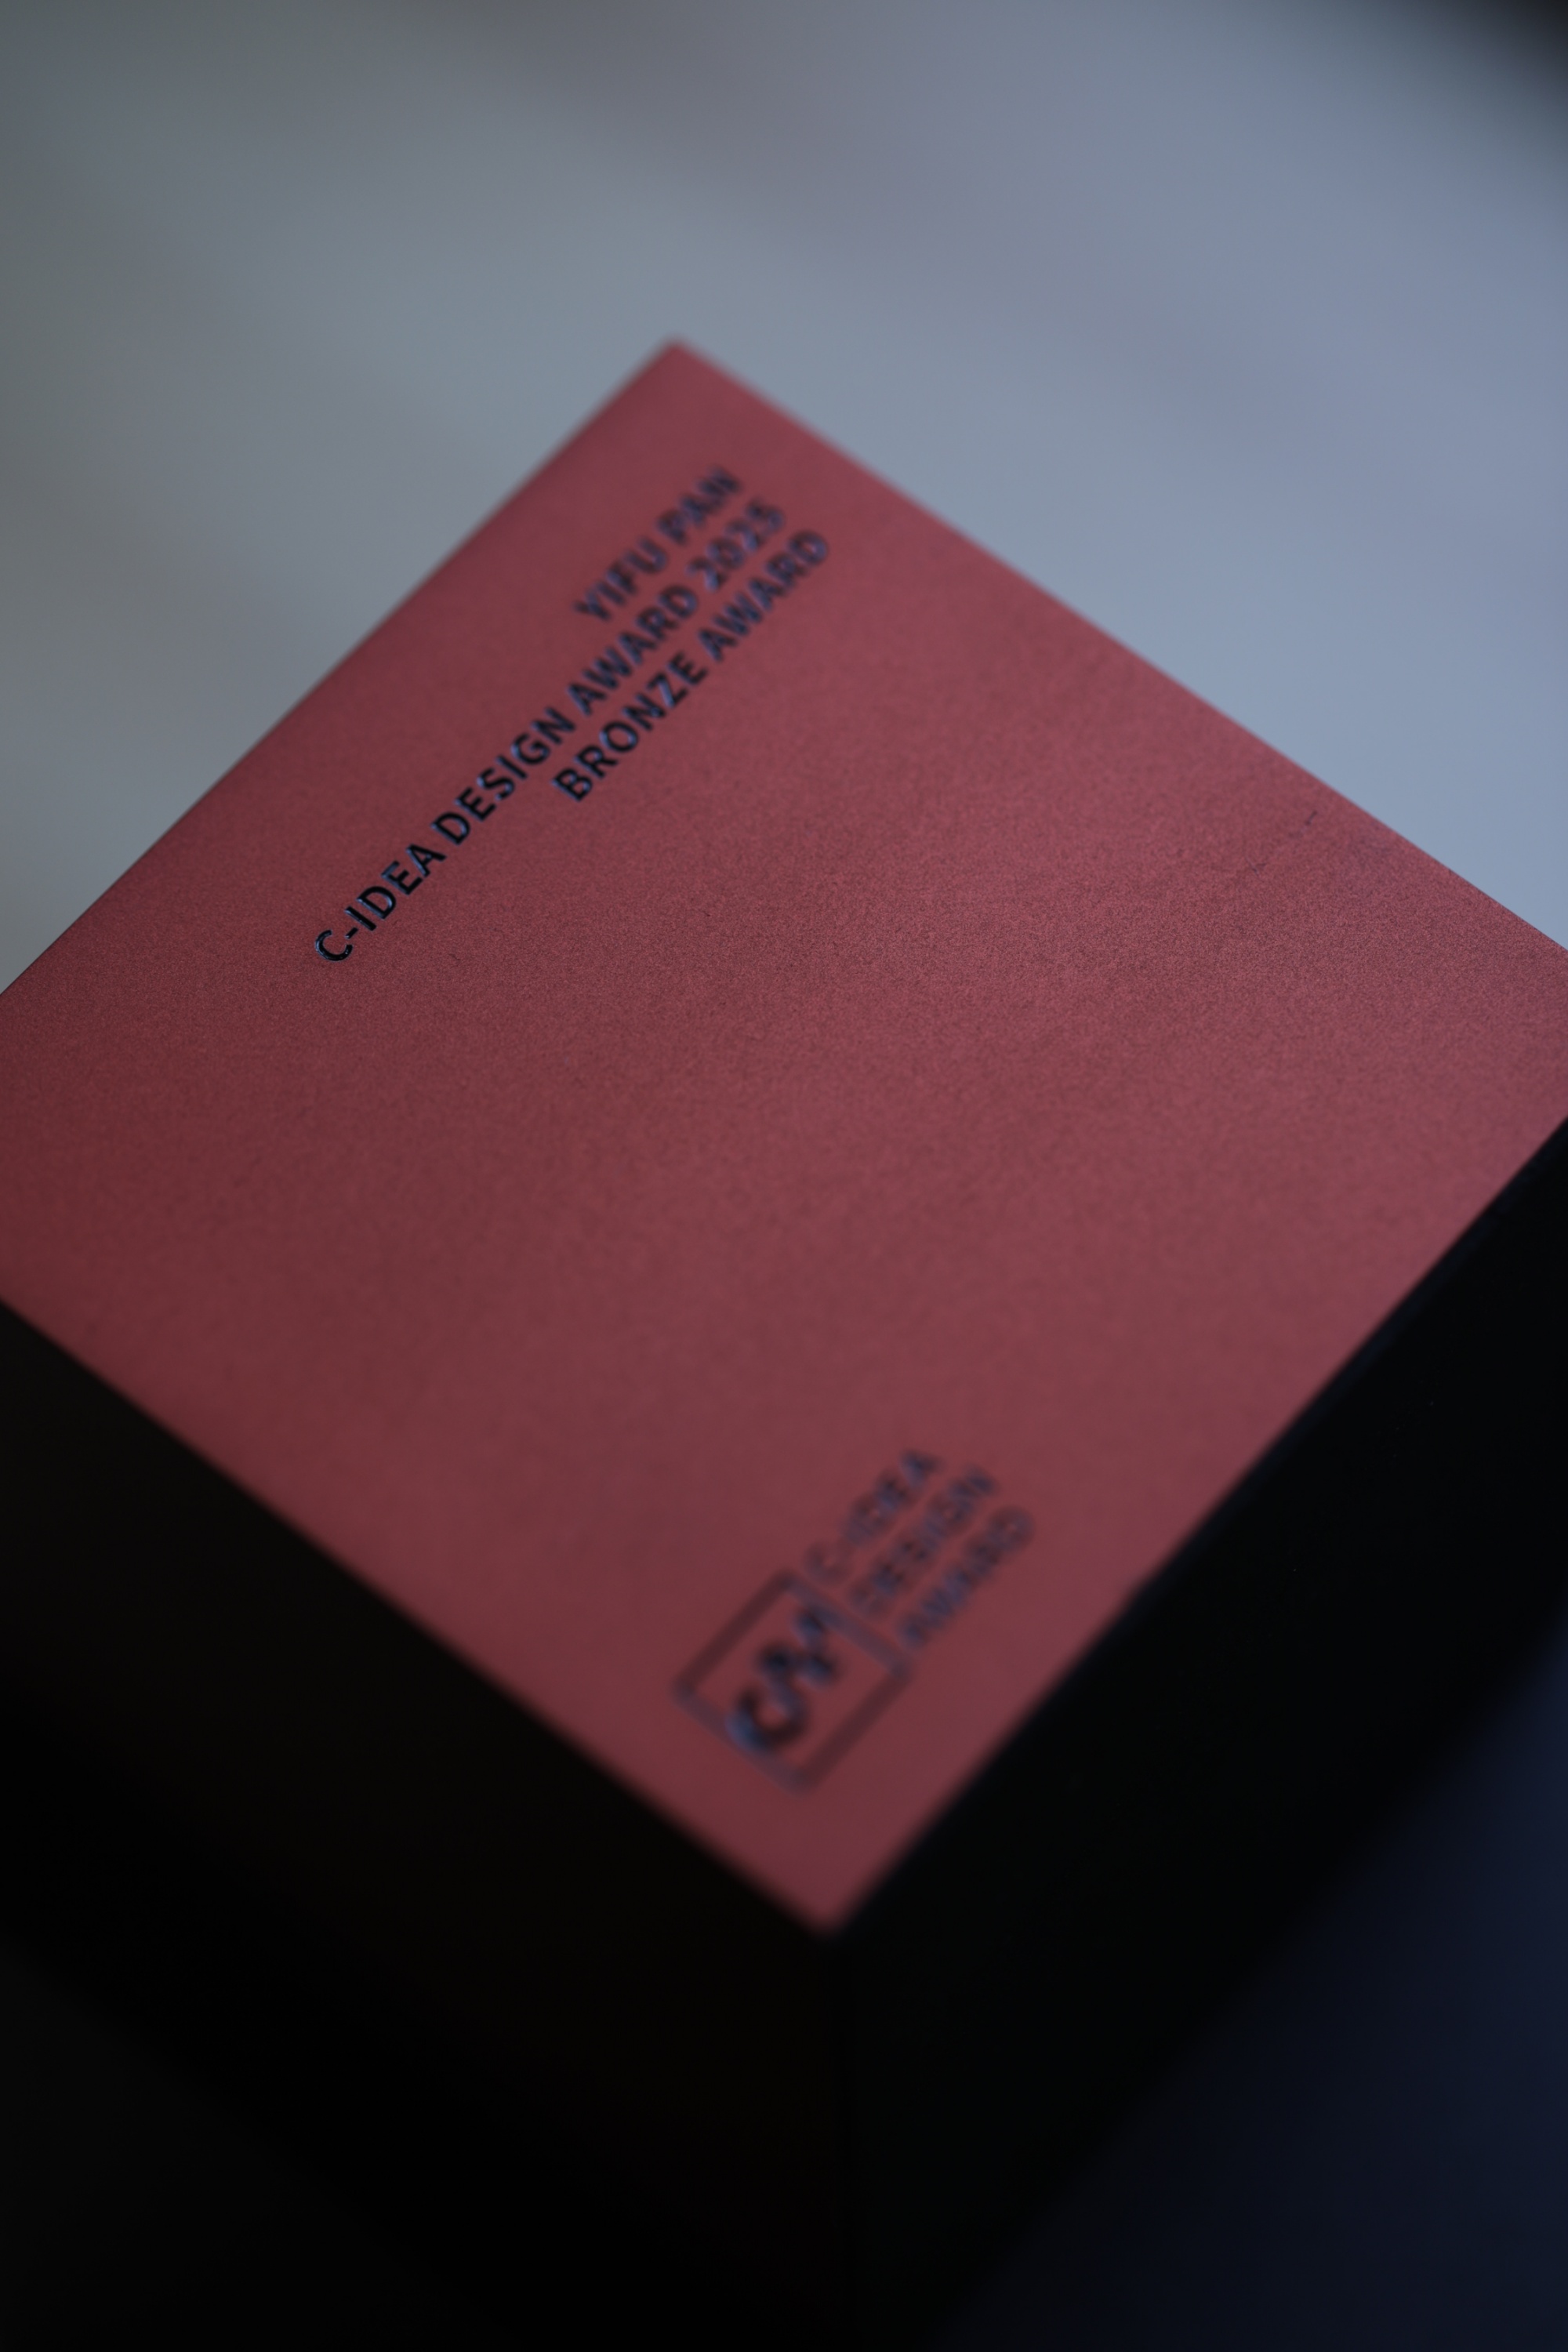 YIFU PAN
C-IDEA DESIGN AWARD 2025
BRONZE AWARD
C-IDEA
DESIGN
AWARD